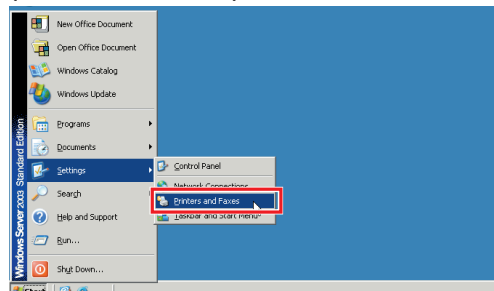 New Office Document
Open Office Document
Windows Catalog
Windows Update
Programs
Documents
Settings
Search
Help and Support
Run...
Shut Down...
Control Panel
Network Connections
Printers and Faxes
Taskbar and Start Menu
Windows Server 2003 Standard Edition
Start